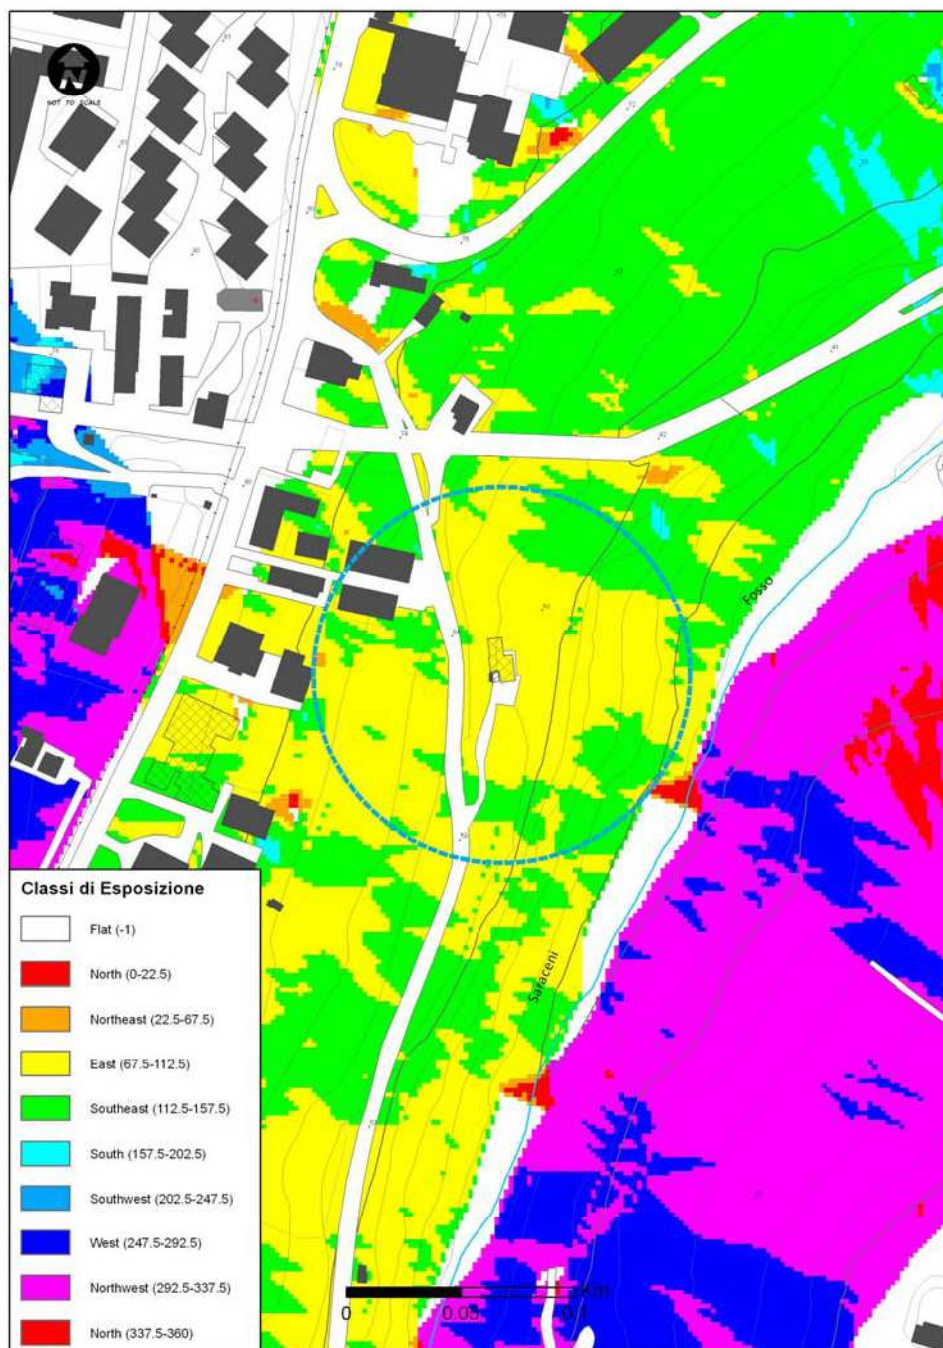 N
NOT TO SCALE
Fosso
Saraceni
Classi di Esposizione
Flat (-1)
North (0-22.5)
Northeast (22.5-67.5)
East (67.5-112.5)
Southeast (112.5-157.5)
South (157.5-202.5)
Southwest (202.5-247.5)
West (247.5-292.5)
Northwest (292.5-337.5)
North (337.5-360)
Km
0 0.05 0.1